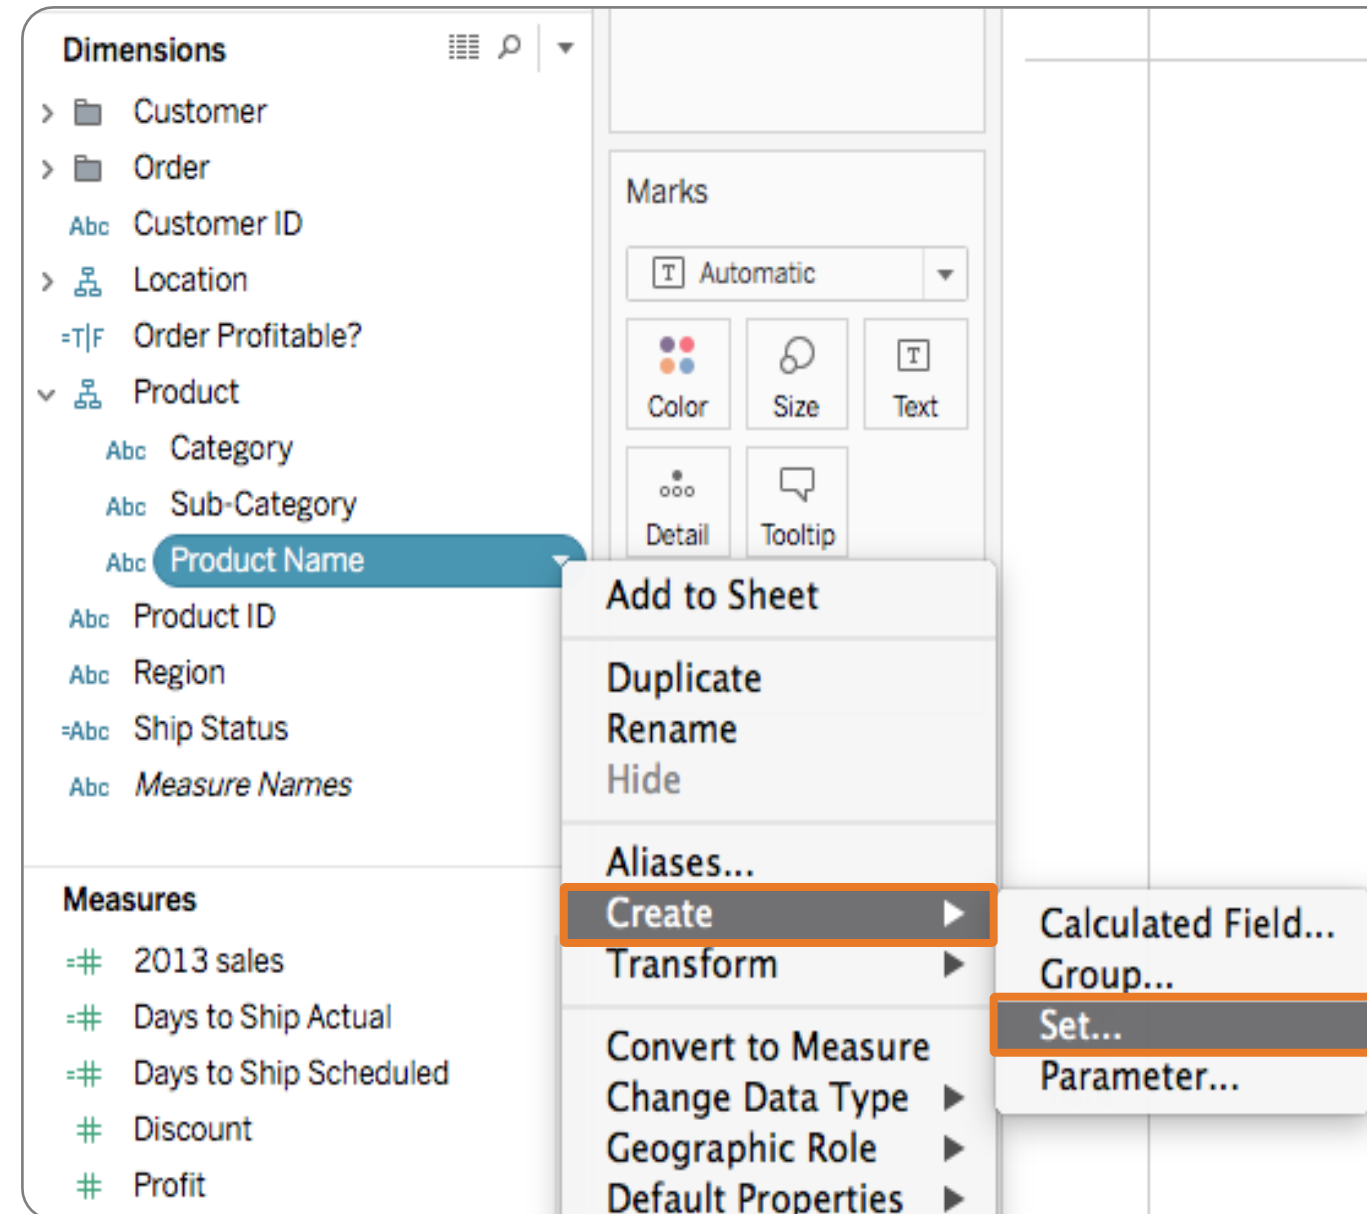 Dimensions
Customer
Order
Abc Customer ID
Location
=T|F Order Profitable?
Product
Abc Category
Abc Sub-Category
Abc Product Name
Abc Product ID
Abc Region
=Abc Ship Status
Abc Measure Names
Measures
=# 2013 sales
=# Days to Ship Actual
=# Days to Ship Scheduled
# Discount
# Profit
Marks
T Automatic
Color
Size
T
Text
Detail
Tooltip
Add to Sheet
Duplicate
Rename
Hide
Aliases...
Create
Transform
Convert to Measure
Change Data Type
Geographic Role
Default Properties
Calculated Field...
Group...
Set...
Parameter...